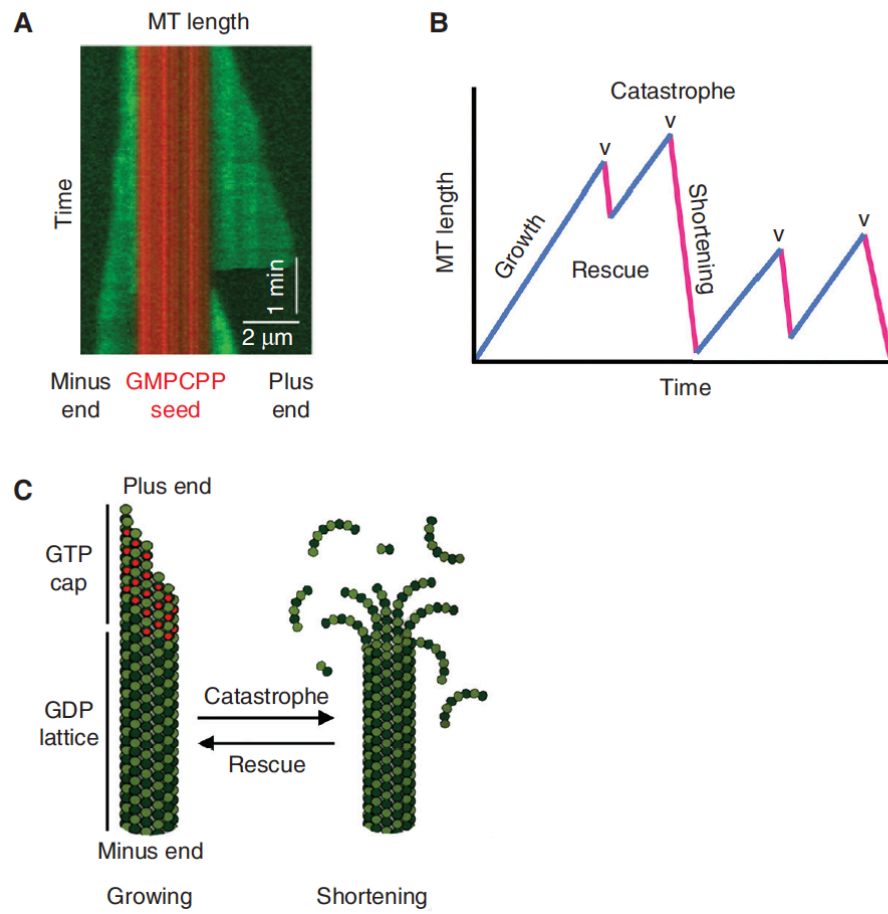 A
MT length
Time
1 min
2 μm
Minus end
GMPCPP seed
Plus end
B
Catastrophe
v
v
v
v
MT length
Growth
Rescue
Shortening
Time
C
Plus end
GTP cap
GDP lattice
Catastrophe
Rescue
Minus end
Growing
Shortening